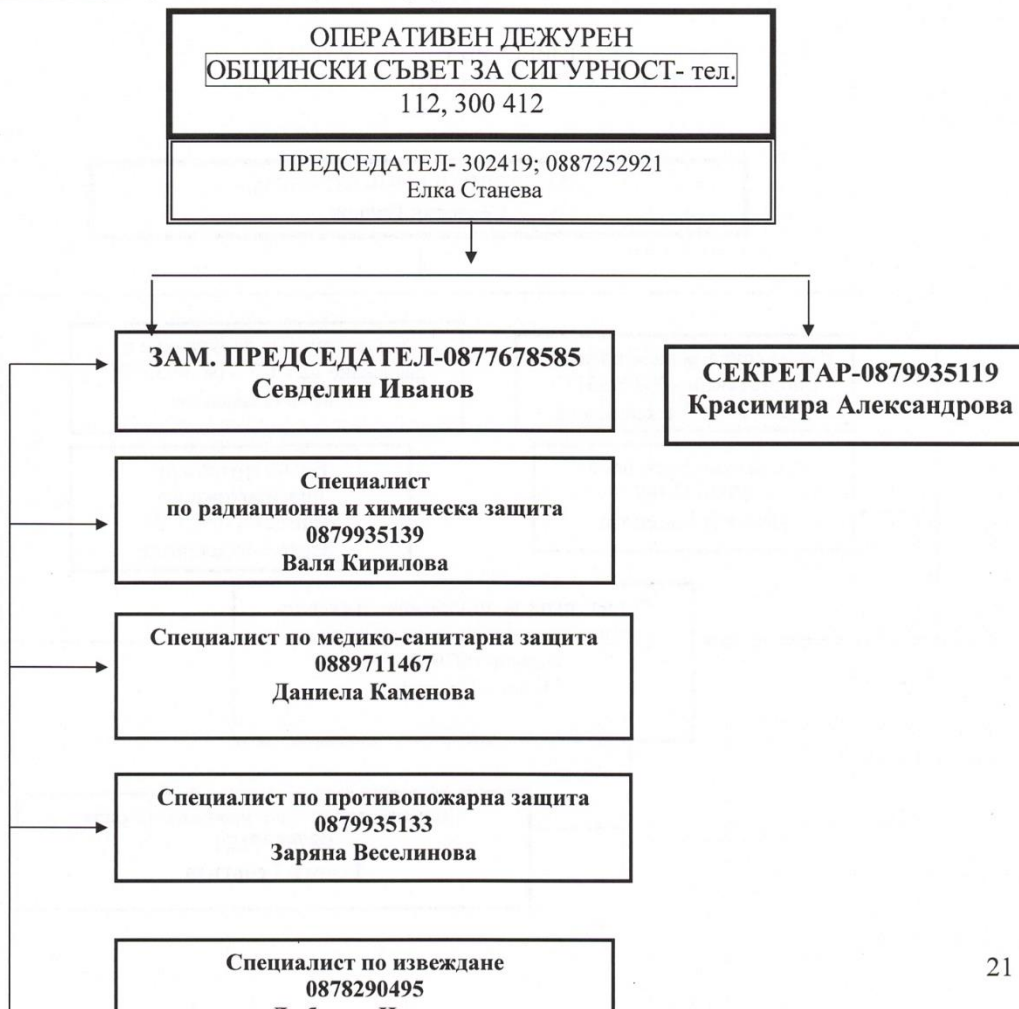 ОПЕРАТИВЕН ДЕЖУРЕН
ОБЩИНСКИ СЪВЕТ ЗА СИГУРНОСТ- тел.
112, 300 412
ПРЕДСЕДАТЕЛ- 302419; 0887252921
Елка Станева
ЗАМ. ПРЕДСЕДАТЕЛ-0877678585
Севделин Иванов
СЕКРЕТАР-0879935119
Красимира Александрова
Специалист
по радиационна и химическа защита
0879935139
Валя Кирилова
Специалист по медико-санитарна защита
0889711467
Даниела Каменова
Специалист по противопожарна защита
0879935133
Заряна Веселинова
Специалист по извеждане
0878290495
21